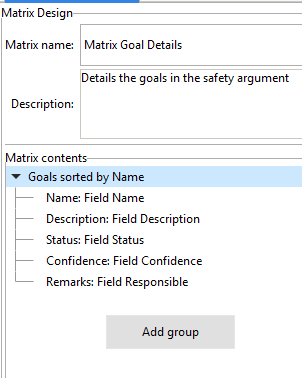 Matrix Design
Matrix name: Matrix Goal Details
Details the goals in the safety argument
Description:
Matrix contents
Goals sorted by Name
Name: Field Name
Description: Field Description
Status: Field Status
Confidence: Field Confidence
Remarks: Field Responsible
Add group